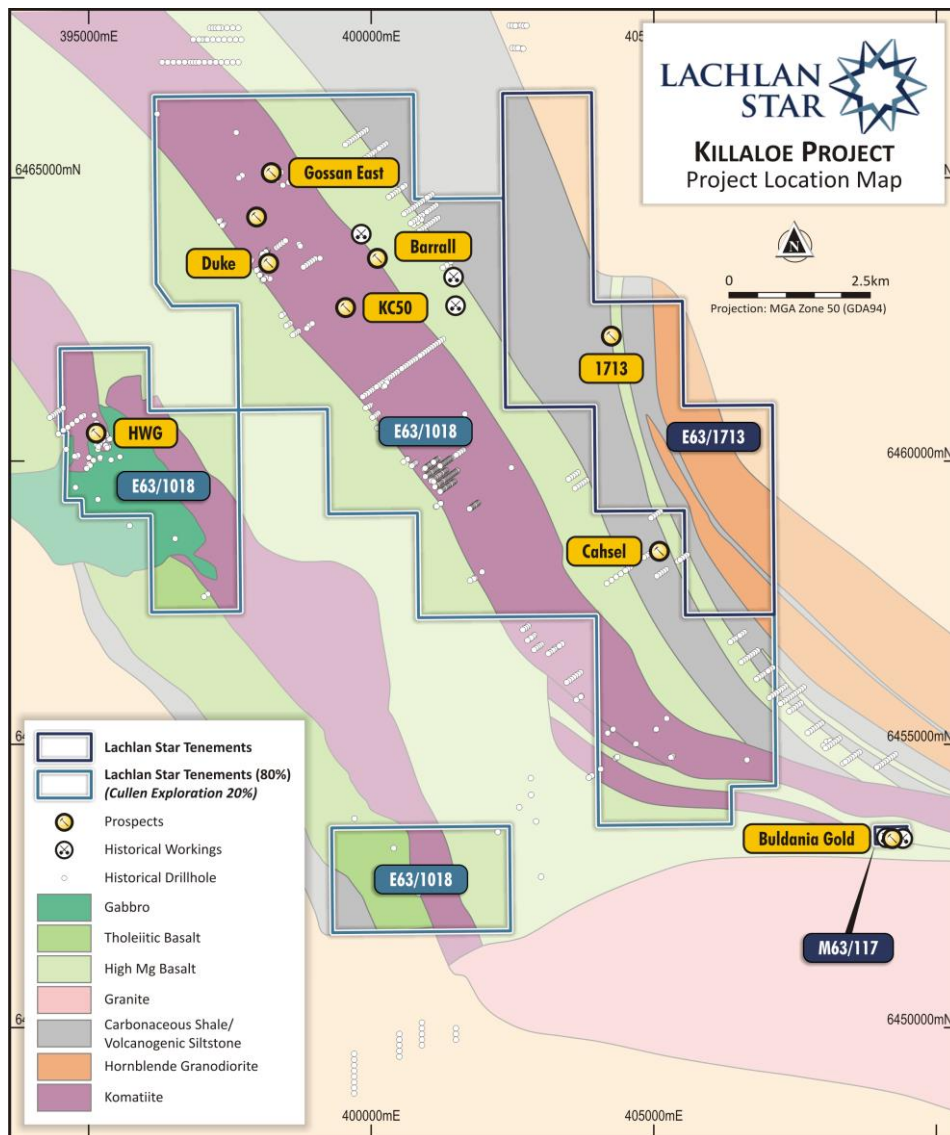 395000mE
400000mE
405
LACHLAN
STAR
KILLALOE PROJECT
Project Location Map
6465000mN
Gossan East
Barrall
Duke
KC50
N
0 2.5km
Projection: MGA Zone 50 (GDA94)
1713
HWG
E63/1018
E63/1713
6460000mN
E63/1018
Cahsel
64
6455000mN
Lachlan Star Tenements
Lachlan Star Tenements (80%)
(Cullen Exploration 20%)
Prospects
Historical Workings
Historical Drillhole
Gabbro
Tholeiitic Basalt
High Mg Basalt
Granite
Carbonaceous Shale/
Volcanogenic Siltstone
Hornblende Granodiorite
Komatiite
Buldania Gold
E63/1018
M63/117
64
6450000mN
400000mE
405000mE